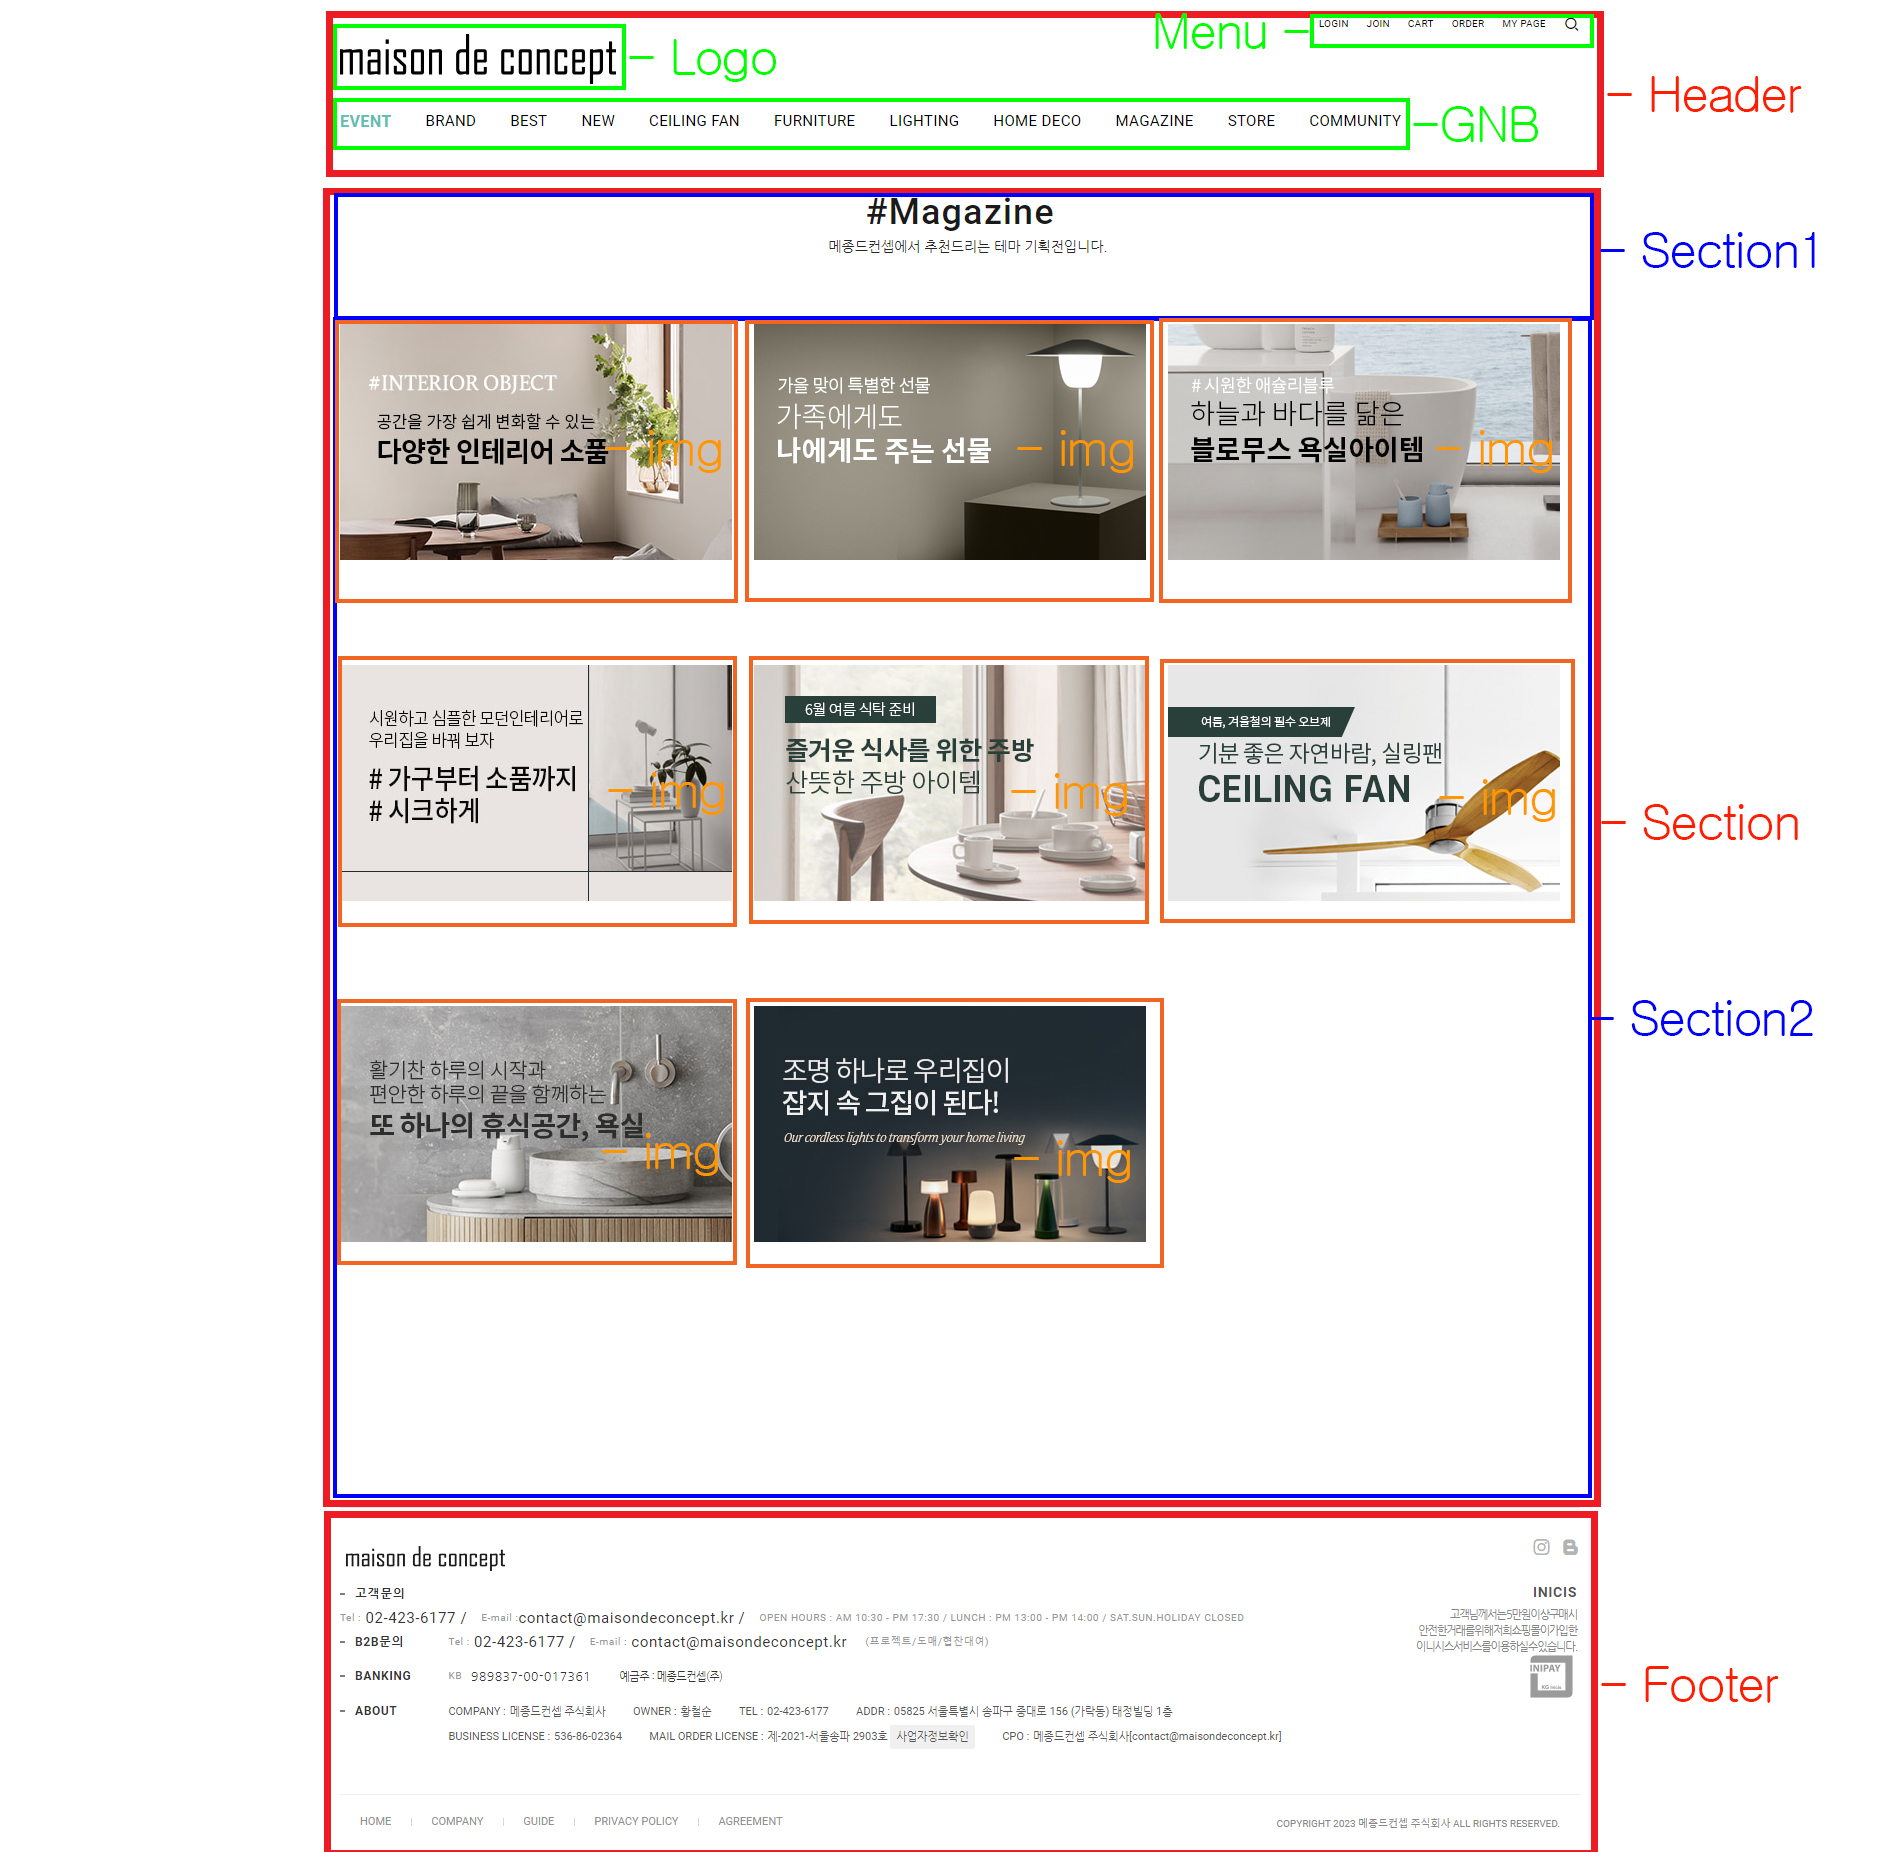 Menu -
LOGIN JOIN CART ORDER MY PAGE
maison de concept
- Logo
- Header
EVENT BRAND BEST NEW CEILING FAN FURNITURE LIGHTING HOME DECO MAGAZINE STORE COMMUNITY
-GNB
#Magazine
메종드컨셉에서 추천드리는 테마 기획전입니다.
- Section1
#INTERIOR OBJECT
공간을 가장 쉽게 변화할 수 있는
다양한 인테리어 소품
- img
가을 맞이 특별한 선물
가족에게도
나에게도 주는 선물
- img
# 시원한 애슐리블루
하늘과 바다를 닮은
블로무스 욕실아이템
- img
시원하고 심플한 모던인테리어로
우리집을 바꿔 보자
# 가구부터 소품까지
# 시크하게
- img
6월 여름 식탁 준비
즐거운 식사를 위한 주방
산뜻한 주방 아이템
- img
여름, 겨울철의 필수 오브제
기분 좋은 자연바람, 실링팬
CEILING FAN
- img
- Section
- Section2
활기찬 하루의 시작과
편안한 하루의 끝을 함께하는
또 하나의 휴식공간, 욕실
- img
조명 하나로 우리집이
잡지 속 그집이 된다!
Our cordless lights to transform your home living
- img
maison de concept
- 고객문의
Tel : 02-423-6177 / E-mail :contact@maisondeconcept.kr / OPEN HOURS : AM 10:30 - PM 17:30 / LUNCH : PM 13:00 - PM 14:00 / SAT.SUN.HOLIDAY CLOSED
- B2B문의 Tel : 02-423-6177 / E-mail : contact@maisondeconcept.kr (프로젝트/도매/협찬대여)
- BANKING KB 989837-00-017361 예금주 : 메종드컨셉(주)
- ABOUT COMPANY : 메종드컨셉 주식회사 OWNER : 황철순 TEL : 02-423-6177 ADDR : 05825 서울특별시 송파구 중대로 156 (가락동) 태정빌딩 1층
BUSINESS LICENSE : 536-86-02364 MAIL ORDER LICENSE : 제-2021-서울송파 2903호 사업자정보확인 CPO : 메종드컨셉 주식회사[contact@maisondeconcept.kr]
INICIS
고객님께서는5만원이상구매시
안전한거래를위해저희쇼핑몰이가입한
이니시스서비스를이용하실수있습니다.
INIPAY
KG inicis
- Footer
HOME | COMPANY | GUIDE | PRIVACY POLICY | AGREEMENT
COPYRIGHT 2023 메종드컨셉 주식회사 ALL RIGHTS RESERVED.